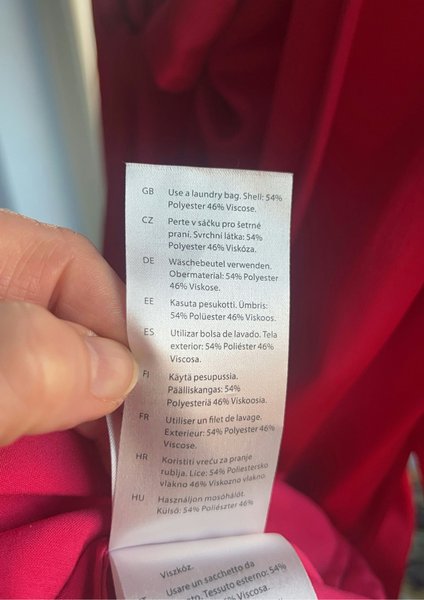 GB Use a laundry bag. Shell: 54%
Polyester 46% Viscose.
CZ Perte v sáčku pro šetrné
praní. Svrchní látka: 54%
Polyester 46% Viskóza.
DE Wäschebeutel verwenden.
Obermaterial: 54% Polyester
46% Viskose.
EE Kasuta pesukotti. Ümbris:
54% Polüester 46% Viskoos.
ES Utilizar bolsa de lavado. Tela
exterior: 54% Poliéster 46%
Viscosa.
FI Käytä pesupussia.
Päälliskangas: 54%
Polyesteriä 46% Viskoosia.
FR Utiliser un filet de lavage.
Exterieur: 54% Polyester 46%
Viscose.
HR Koristiti vreću za pranje
rublja. Lice: 54% Poliestersko
vlakno 46% Viskozno vlakno.
HU Használjon mosóhálót.
Külső: 54% Poliészter 46%
Viszkóz.
Usare un sacchetto da
Tessuto esterno: 54%
46% Viscosa.